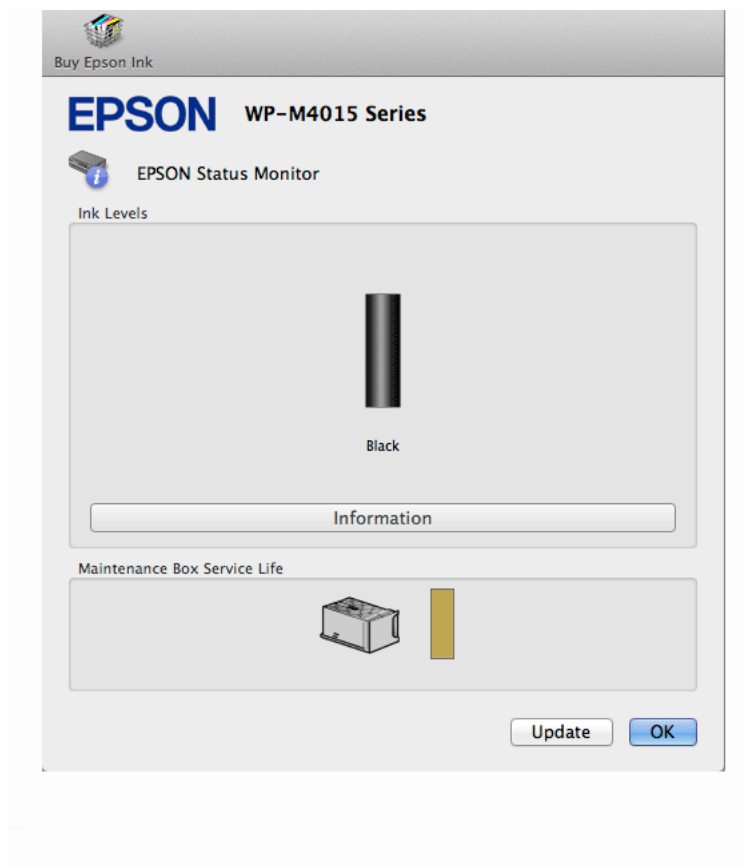 Buy Epson Ink
EPSON WP-M4015 Series
EPSON Status Monitor
Ink Levels
Black
Information
Maintenance Box Service Life
Update OK